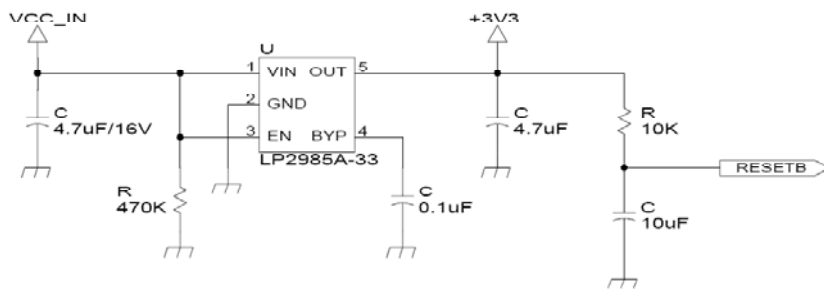 VCC_IN
+3V3
U
1 VIN OUT 5
2 GND
3 EN BYP 4
LP2985A-33
C
4.7uF/16V
R
470K
C
0.1uF
C
4.7uF
R
10K
RESETB
C
10uF